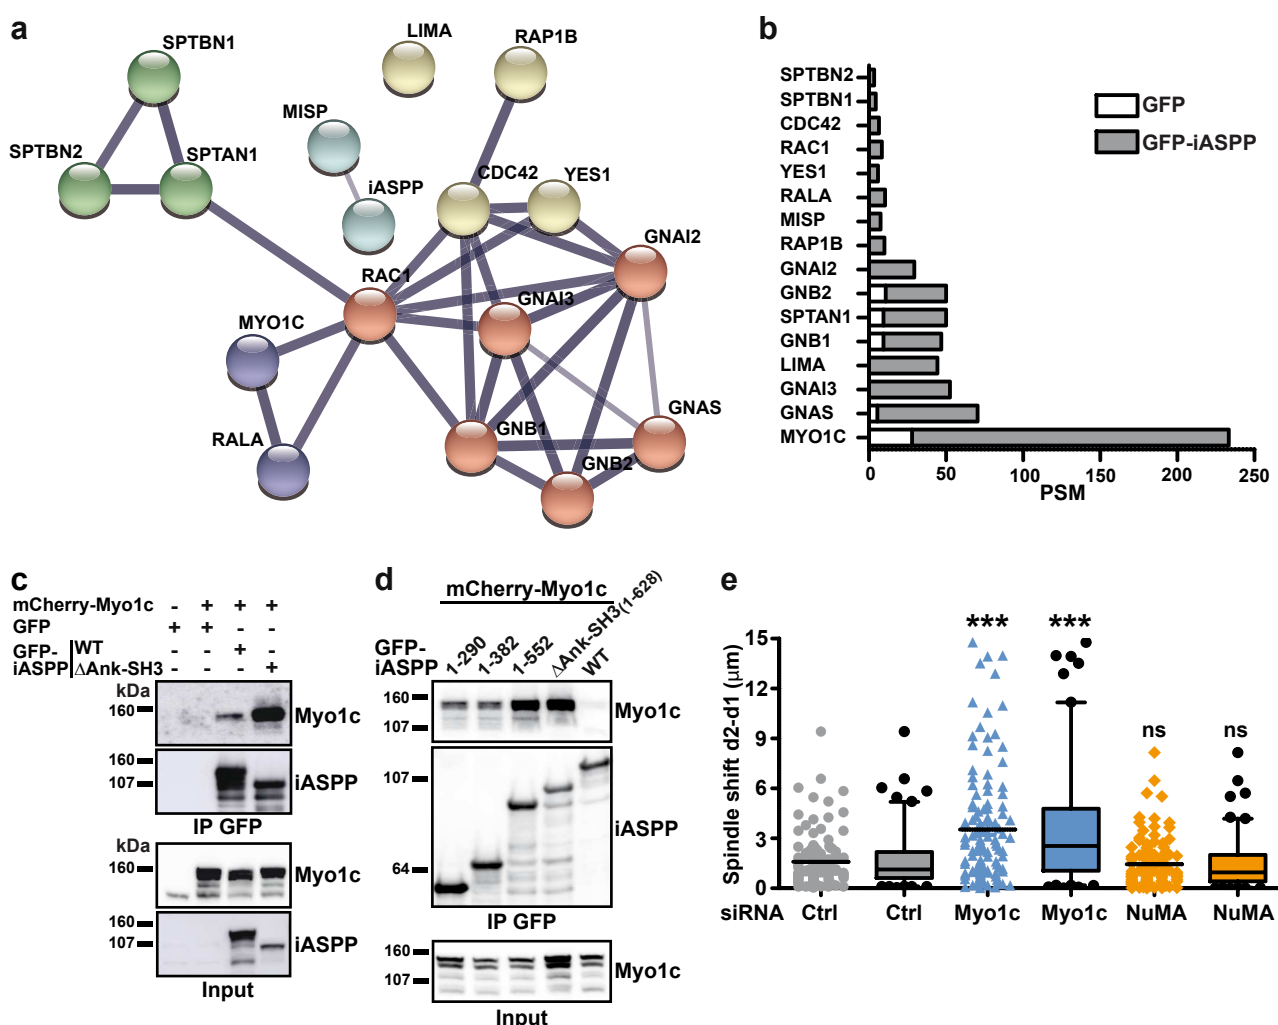 a
SPTBN1
LIMA
RAP1B
MISP
SPTBN2
SPTAN1
iASPP
CDC42
YES1
GNAI2
RAC1
GNAI3
MYO1C
RALA
GNB1
GNAS
GNB2
b
SPTBN2
SPTBN1
CDC42
RAC1
YES1
RALA
MISP
RAP1B
GNAI2
GNB2
SPTAN1
GNB1
LIMA
GNAI3
GNAS
MYO1C
0 50 100 150 200 250
PSM
GFP
GFP-iASPP
c
mCherry-Myo1c - + + +
GFP + + - -
GFP- WT - - + -
iASPP ΔAnk-SH3 - - - +
kDa
160
Myo1c
160
107
iASPP
IP GFP
kDa
160
Myo1c
160
107
iASPP
Input
d
mCherry-Myo1c
GFP-
iASPP
1-290
1-382
1-552
ΔAnk-SH3(1-628)
WT
160
107
Myo1c
107
64
iASPP
IP GFP
160
107
Myo1c
Input
e
Spindle shift d2-d1 (μm)
15
12
9
6
3
0
*** ***
ns ns
siRNA Ctrl Ctrl Myo1c Myo1c NuMA NuMA